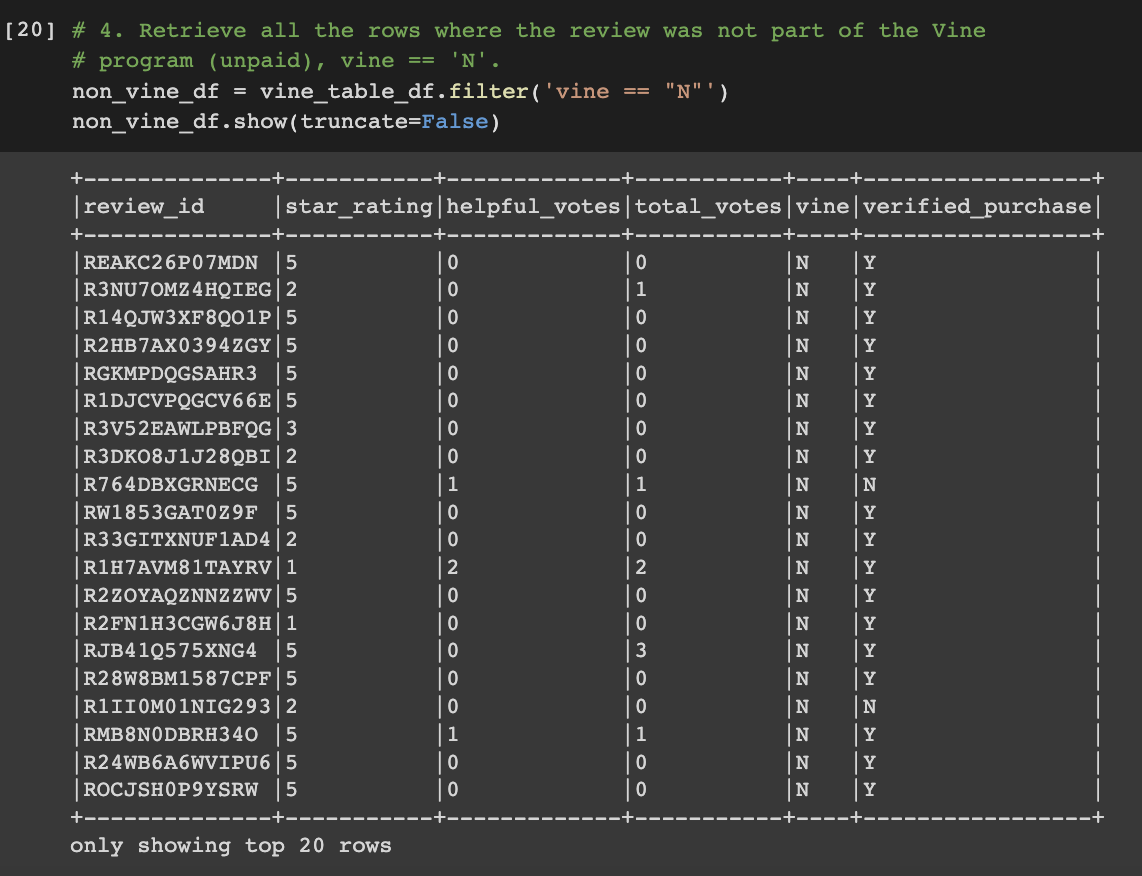 [20] # 4. Retrieve all the rows where the review was not part of the Vine
# program (unpaid), vine == 'N'.
non_vine_df = vine_table_df.filter('vine == "N"')
non_vine_df.show(truncate=False)
+--------------+-----------+-------------+-----------+----+-----------------+
|review_id     |star_rating|helpful_votes|total_votes|vine|verified_purchase|
+--------------+-----------+-------------+-----------+----+-----------------+
|REAKC26P07MDN |5          |0            |0          |N   |Y                |
|R3NU7OMZ4HQIEG|2          |0            |1          |N   |Y                |
|R14QJW3XF8QO1P|5          |0            |0          |N   |Y                |
|R2HB7AX0394ZGY|5          |0            |0          |N   |Y                |
|RGKMPDQGSAHR3 |5          |0            |0          |N   |Y                |
|R1DJCVPQGCV66E|5          |0            |0          |N   |Y                |
|R3V52EAWLPBFQG|3          |0            |0          |N   |Y                |
|R3DKO8J1J28QBI|2          |0            |0          |N   |Y                |
|R764DBXGRNECG |5          |1            |1          |N   |N                |
|RW1853GAT0Z9F |5          |0            |0          |N   |Y                |
|R33GITXNUF1AD4|2          |0            |0          |N   |Y                |
|R1H7AVM81TAYRV|1          |2            |2          |N   |Y                |
|R2ZOYAQZNNZZWV|5          |0            |0          |N   |Y                |
|R2FN1H3CGW6J8H|1          |0            |0          |N   |Y                |
|RJB41Q575XNG4 |5          |0            |3          |N   |Y                |
|R28W8BM1587CPF|5          |0            |0          |N   |Y                |
|R1II0M01NIG293|2          |0            |0          |N   |N                |
|RMB8N0DBRH34O |5          |1            |1          |N   |Y                |
|R24WB6A6WVIPU6|5          |0            |0          |N   |Y                |
|ROCJSH0P9YSRW |5          |0            |0          |N   |Y                |
+--------------+-----------+-------------+-----------+----+-----------------+
only showing top 20 rows